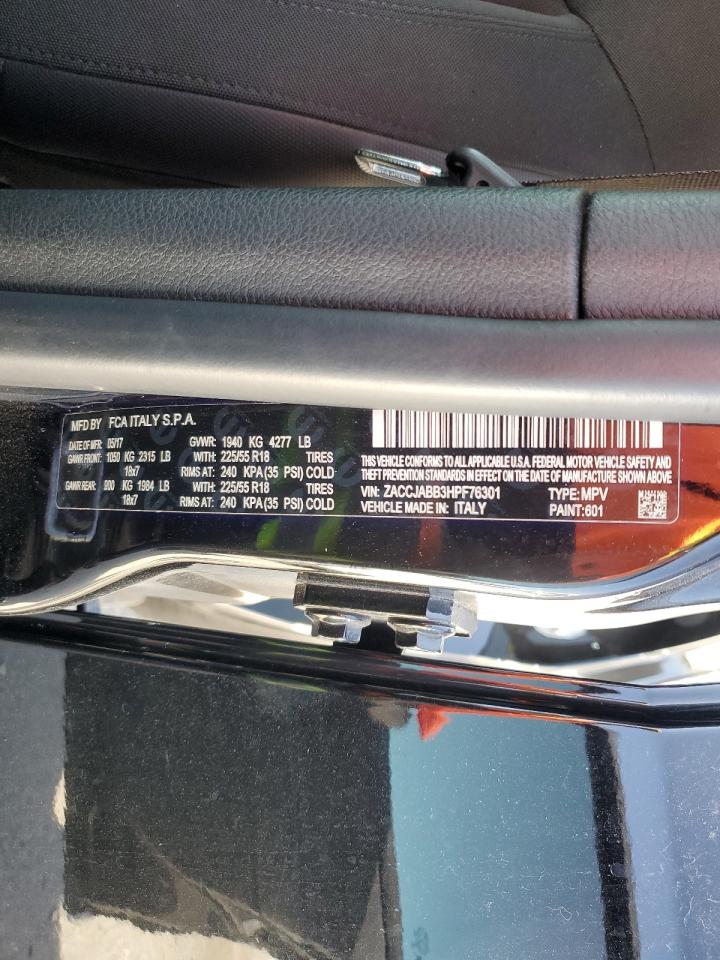 MFD BY FCA ITALY S.P.A.
DATE OF MFR 05/17 GVWR: 1940 KG 4277 LB
GAWR FRONT: 1050 KG 2315 LB WITH: 225/55 R18 TIRES
18x7 RIMS AT: 240 KPA (35 PSI) COLD
GAWR REAR: 900 KG 1984 LB WITH: 225/55 R18 TIRES
18x7 RIMS AT: 240 KPA (35 PSI) COLD
THIS VEHICLE CONFORMS TO ALL APPLICABLE U.S.A. FEDERAL MOTOR VEHICLE SAFETY AND
THEFT PREVENTION STANDARDS IN EFFECT ON THE DATE OF MANUFACTURE SHOWN ABOVE
VIN: ZACCJABB3HPF76301 TYPE: MPV
VEHICLE MADE IN: ITALY PAINT: 601